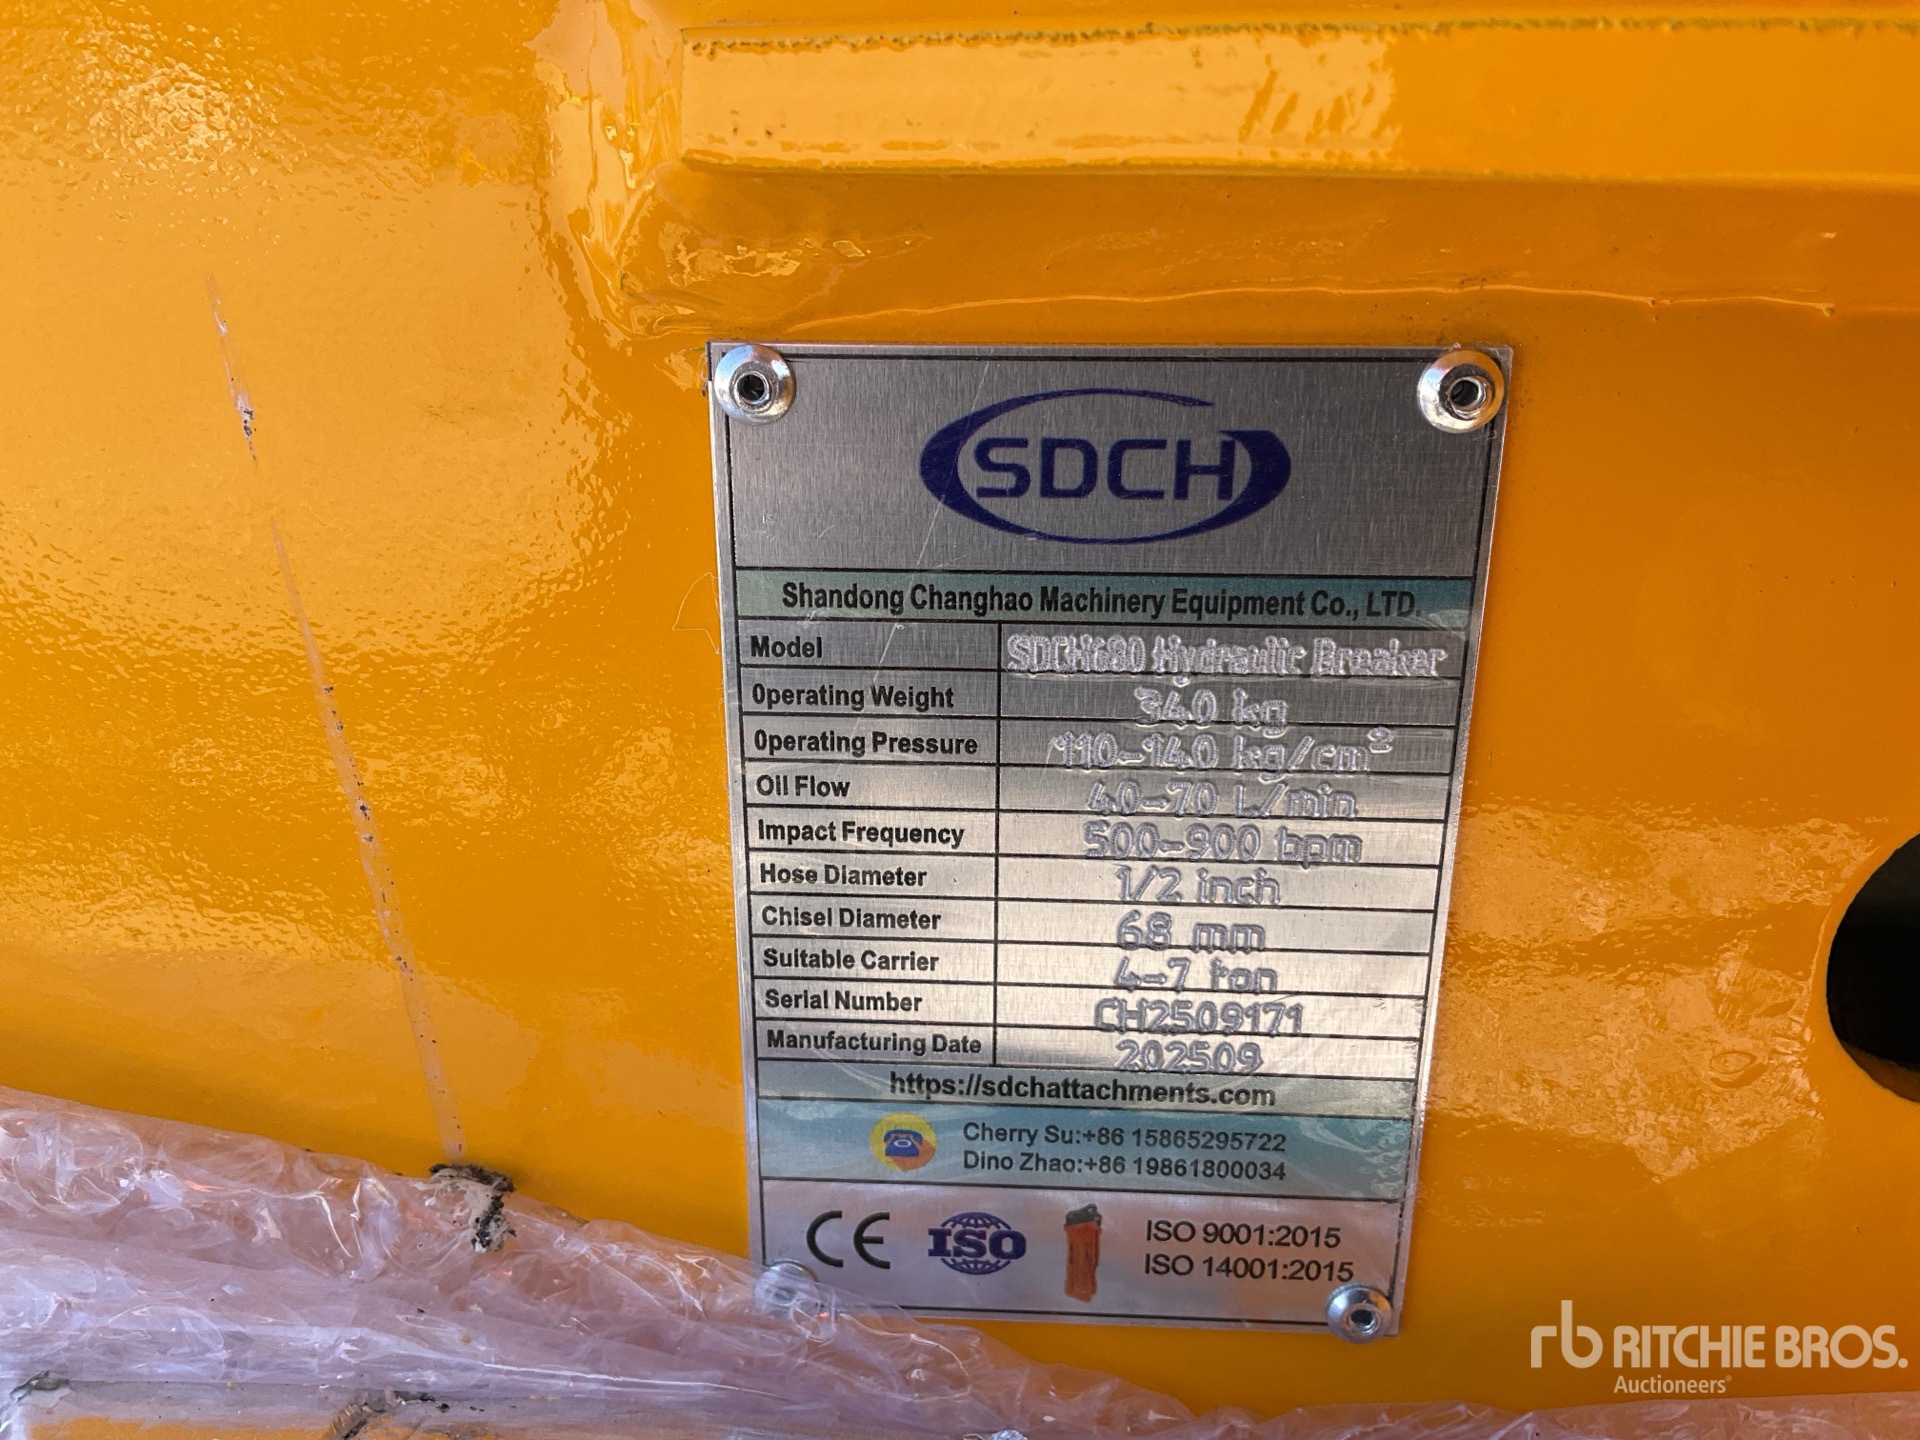 SDCH
Shandong Changhao Machinery Equipment Co., LTD.
Model SDCHY680 Hydraulic Breaker
Operating Weight 340 kg
Operating Pressure 110-140 kg/cm²
Oil Flow 40-70 L/min
Impact Frequency 500-900 bpm
Hose Diameter 1/2 inch
Chisel Diameter 68 mm
Suitable Carrier 4-7 ton
Serial Number CH2509171
Manufacturing Date 202509
https://sdchattachments.com
Cherry Su:+86 15865295722
Dino Zhao:+86 19861800034
CE ISO ISO 9001:2015
ISO 14001:2015
rb RITCHIE BROS.
Auctioneers